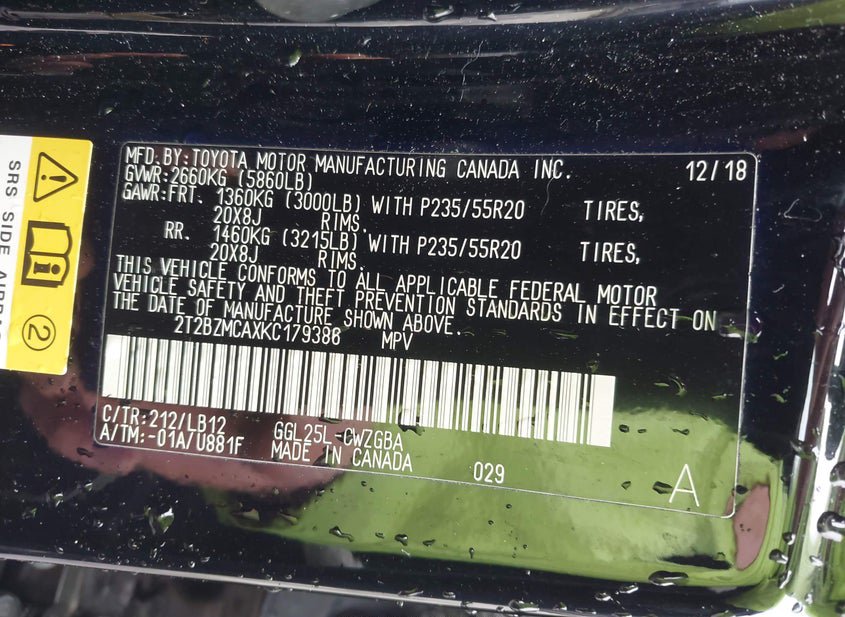 MFD.BY:TOYOTA MOTOR MANUFACTURING CANADA INC. 12/18
GVWR:2660KG (5860LB)
GAWR:FRT. 1360KG (3000LB) WITH P235/55R20 TIRES,
20X8J RIMS.
RR. 1460KG (3215LB) WITH P235/55R20 TIRES,
20X8J RIMS.
THIS VEHICLE CONFORMS TO ALL APPLICABLE FEDERAL MOTOR
VEHICLE SAFETY AND THEFT PREVENTION STANDARDS IN EFFECT ON
THE DATE OF MANUFACTURE SHOWN ABOVE.
2T2BZMCAXKC179386 MPV
C/TR:212/LB12 GGL25L-CWZGBA
A/TM:-01A/U881F MADE IN CANADA
029
A
SRS SIDE AIRBAG
2